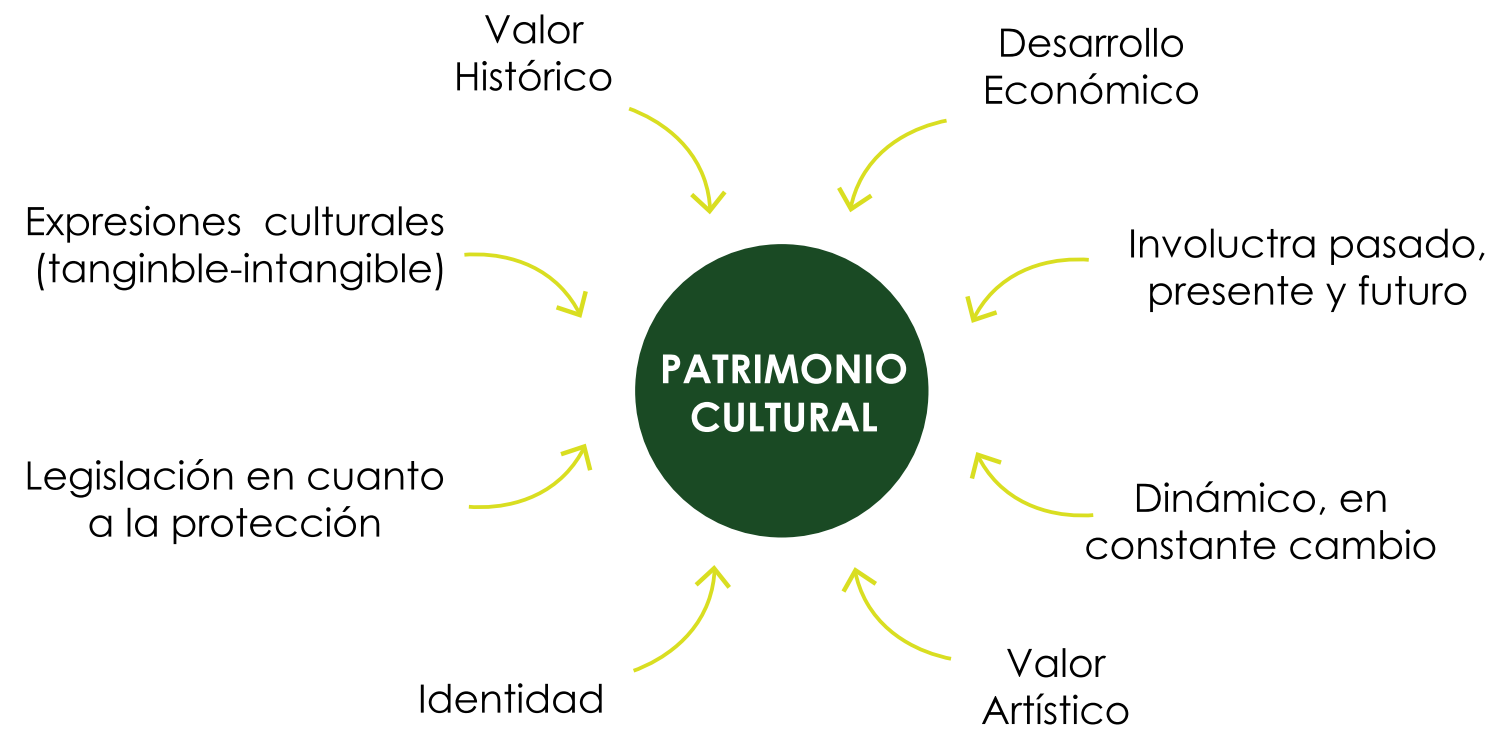 Valor
Histórico
Desarrollo
Económico
Expresiones culturales
(tanginble-intangible)
Involuctra pasado,
presente y futuro
PATRIMONIO
CULTURAL
Legislación en cuanto
a la protección
Dinámico, en
constante cambio
Identidad
Valor
Artístico